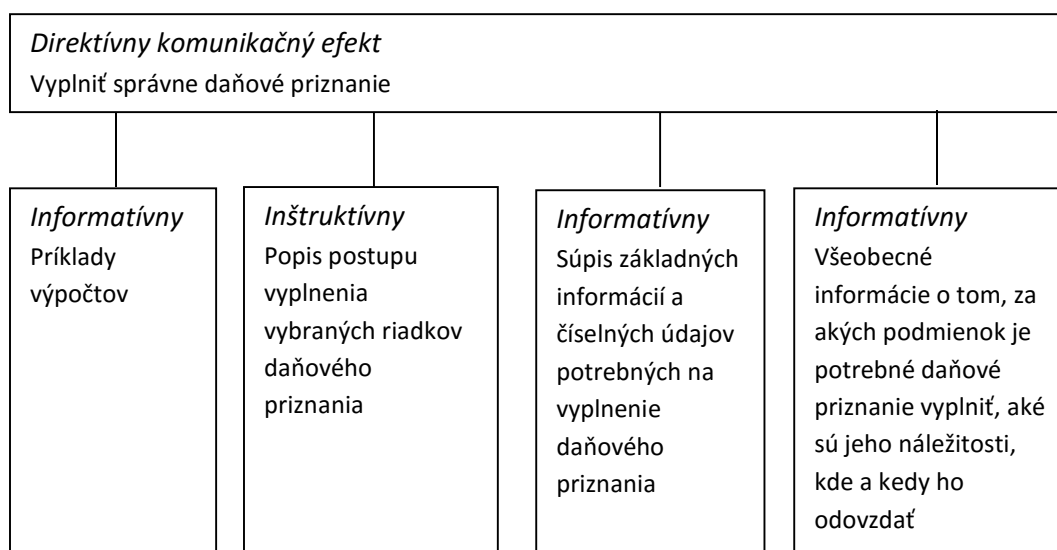 Direktívny komunikačný efekt
Vyplniť správne daňové priznanie
Informatívny
Príklady
výpočtov
Inštruktívny
Popis postupu
vyplnenia
vybraných riadkov
daňového
priznania
Informatívny
Súpis základných
informácií a
číselných údajov
potrebných na
vyplnenie
daňového
priznania
Informatívny
Všeobecné
informácie o tom, za
akých podmienok je
potrebné daňové
priznanie vyplniť, aké
sú jeho náležitosti,
kde a kedy ho
odovzdať